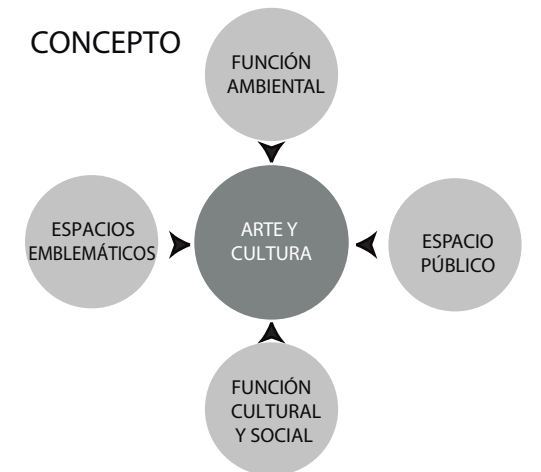 CONCEPTO
FUNCIÓN
AMBIENTAL
ESPACIOS
EMBLEMÁTICOS
ARTE Y
CULTURA
ESPACIO
PÚBLICO
FUNCIÓN
CULTURAL
Y SOCIAL